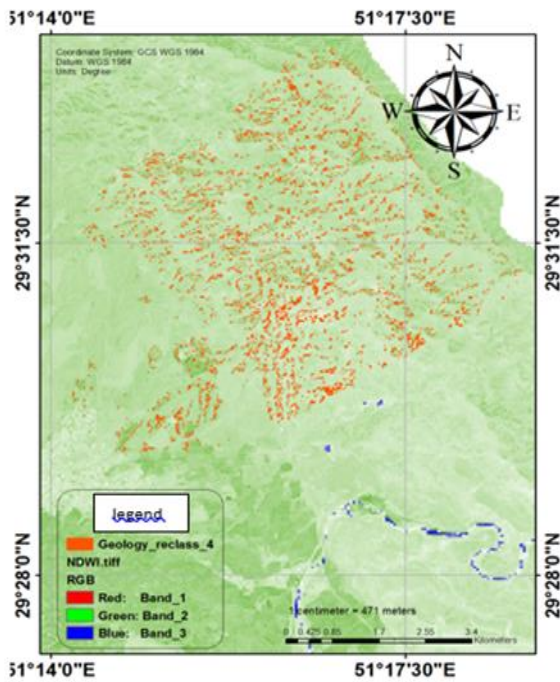 51°14'0"E 51°17'30"E
Coordinate System: GCS WGS 1984
Datum: WGS 1984
Units: Degree
N
W E
S
29°31'30"N 29°31'30"N
legend
Geology_reclass_4
NDWI.tiff
RGB
Red: Band_1
Green: Band_2
Blue: Band_3
29°28'0"N 29°28'0"N
1 centimeter = 471 meters
0 0.425 0.85 1.7 2.55 3.4
Kilometers
51°14'0"E 51°17'30"E